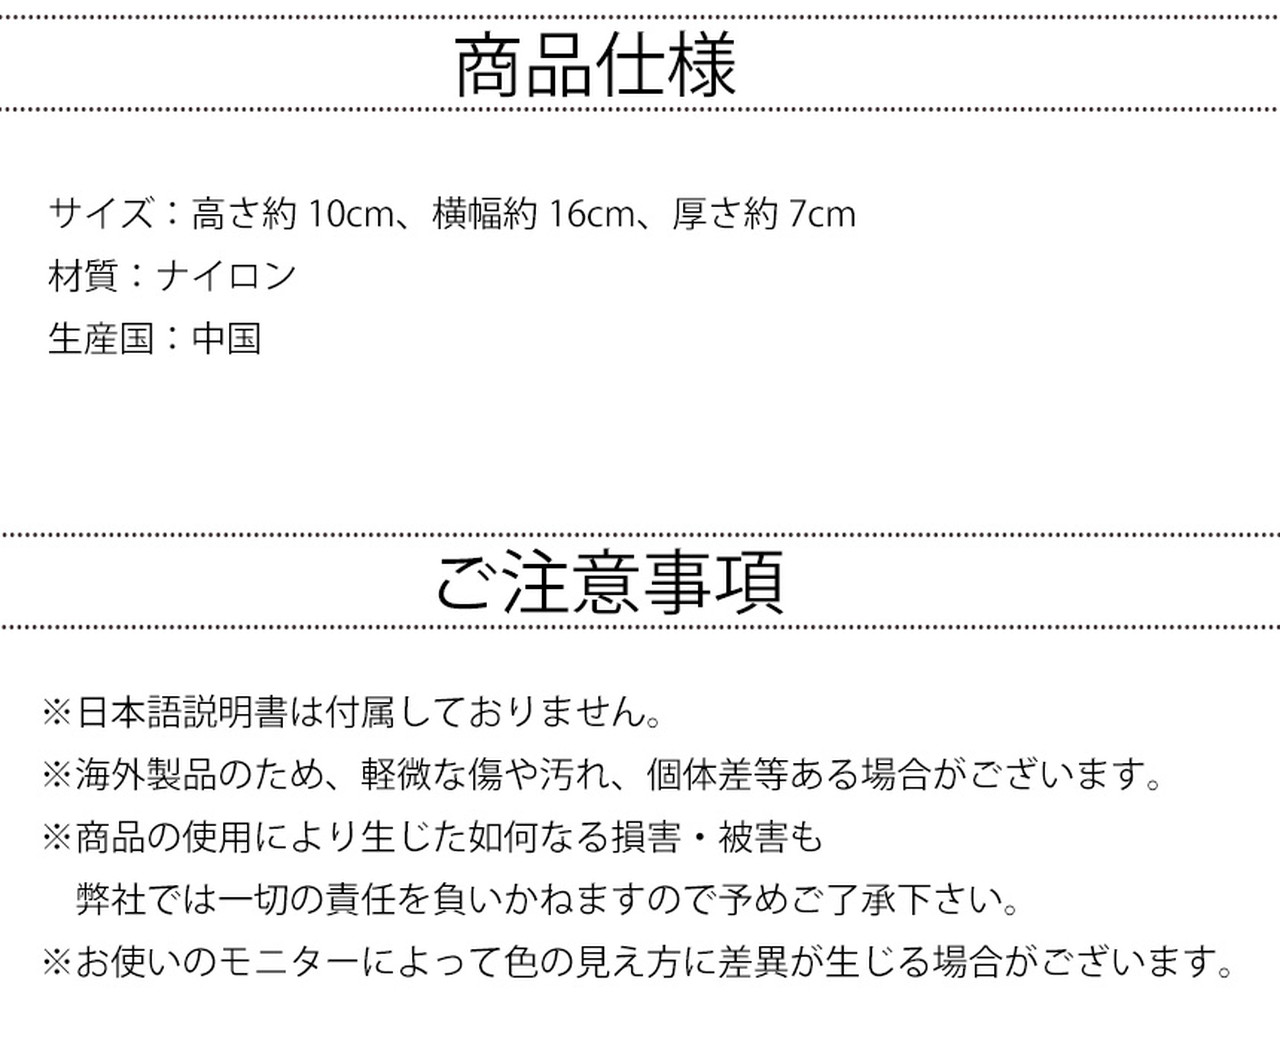 商品仕様
サイズ：高さ約 10cm、横幅約 16cm、厚さ約 7cm
材質：ナイロン
生産国：中国
ご注意事項
※日本語説明書は付属しておりません。
※海外製品のため、軽微な傷や汚れ、個体差等ある場合がございます。
※商品の使用により生じた如何なる損害・被害も
弊社では一切の責任を負いかねますので予めご了承下さい。
※お使いのモニターによって色の見え方に差異が生じる場合がございます。